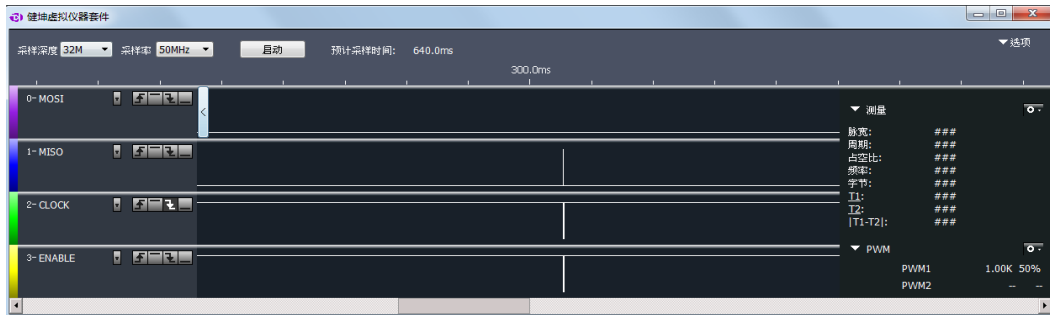 健坤虚拟仪器套件
采样深度 32M 采样率 50MHz 启动 预计采样时间: 640.0ms 选项
300.0ms
0- MOSI
1- MISO
2- CLOCK
3- ENABLE
测量
脉宽: ###
周期: ###
占空比: ###
频率: ###
字节: ###
T1: ###
T2: ###
|T1-T2|: ###
PWM
PWM1 1.00K 50%
PWM2 -- --